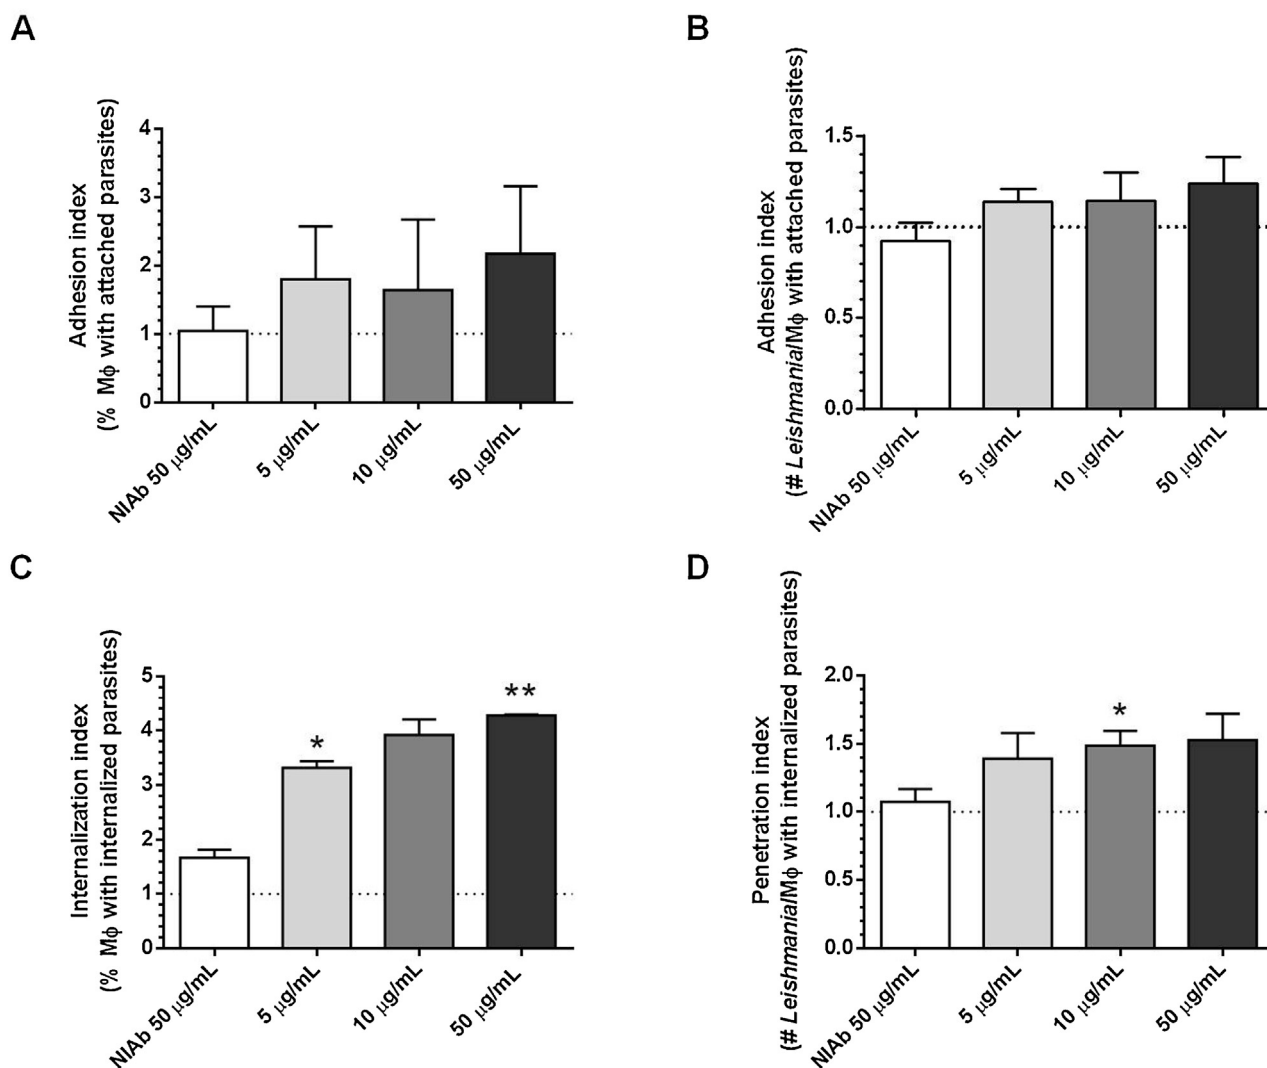 A
Adhesion index
(% Mϕ with attached parasites)
4
3
2
1
0
NIAb 50 μg/mL
5 μg/mL
10 μg/mL
50 μg/mL
B
Adhesion index
(# Leishmania/Mϕ with attached parasites)
1.5
1.0
0.5
0.0
NIAb 50 μg/mL
5 μg/mL
10 μg/mL
50 μg/mL
C
Internalization index
(% Mϕ with internalized parasites)
5
4
3
2
1
0
*
**
NIAb 50 μg/mL
5 μg/mL
10 μg/mL
50 μg/mL
D
Penetration index
(# Leishmania/Mϕ with internalized parasites)
2.0
1.5
1.0
0.5
0.0
*
NIAb 50 μg/mL
5 μg/mL
10 μg/mL
50 μg/mL